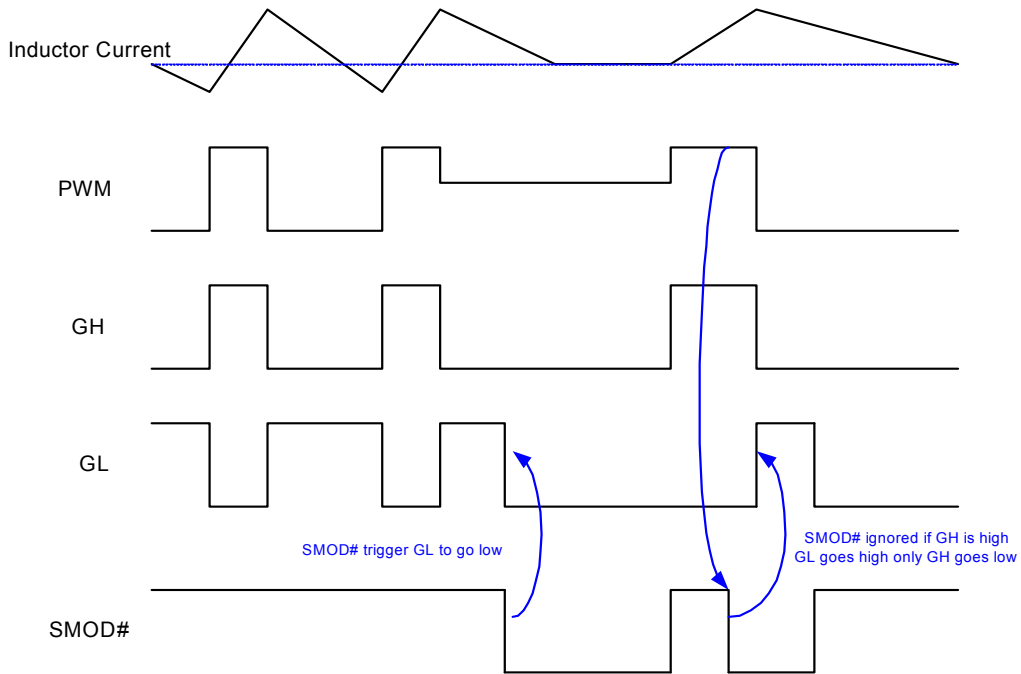 Inductor Current
PWM
GH
GL
SMOD# trigger GL to go low
SMOD# ignored if GH is high
GL goes high only GH goes low
SMOD#